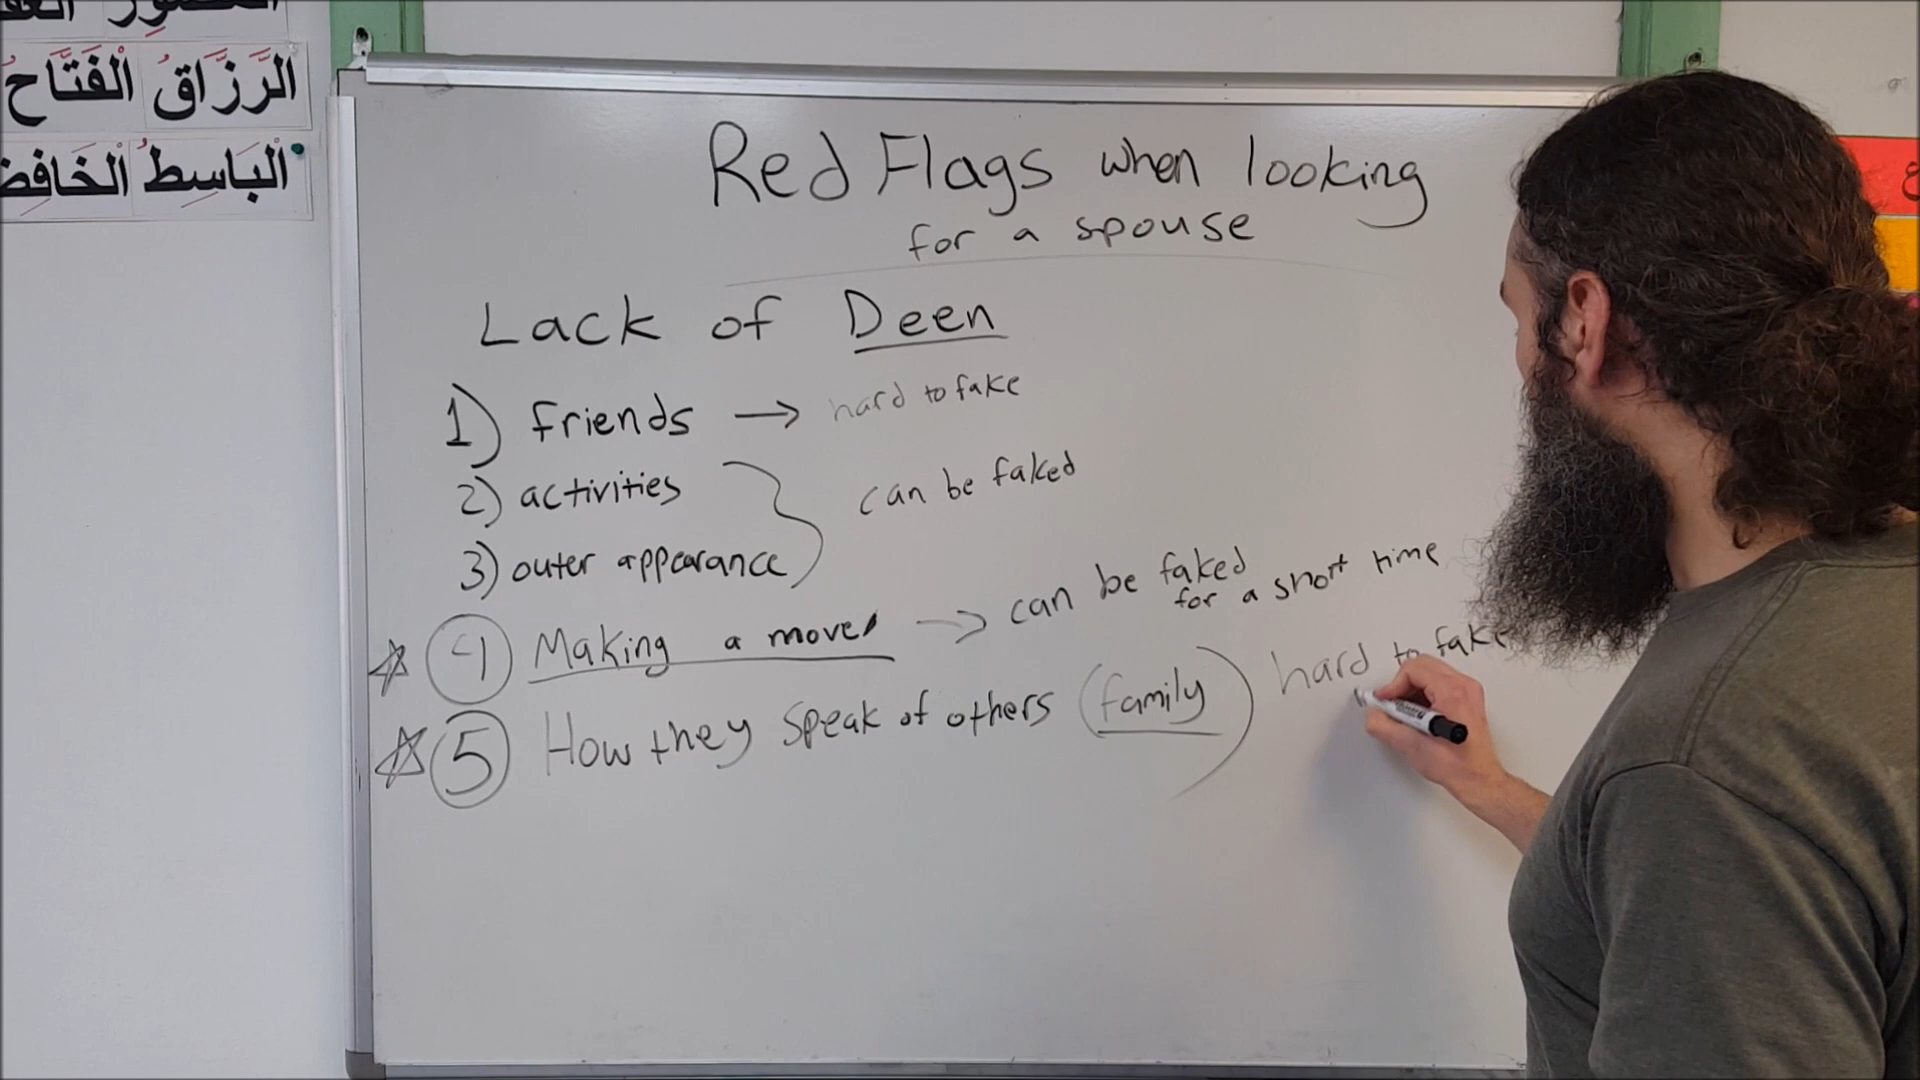 الرَّزَّاقُ الْفَتَّاحُ
الْبَاسِطُ الْخَافِض
Red Flags when looking
for a spouse
Lack of Deen
1) friends → hard to fake
2) activities
3) outer appearance
can be faked
4 Making a move → can be faked
for a short time
5 How they speak of others (family) hard to fake